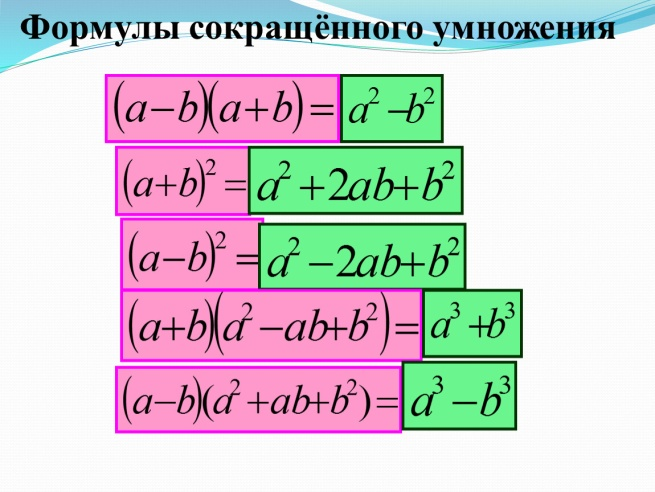 Формулы сокращённого умножения
(a−b)(a+b)= a²−b²
(a+b)²= a²+2ab+b²
(a−b)²= a²−2ab+b²
(a+b)(a²−ab+b²)= a³+b³
(a−b)(a²+ab+b²)= a³−b³